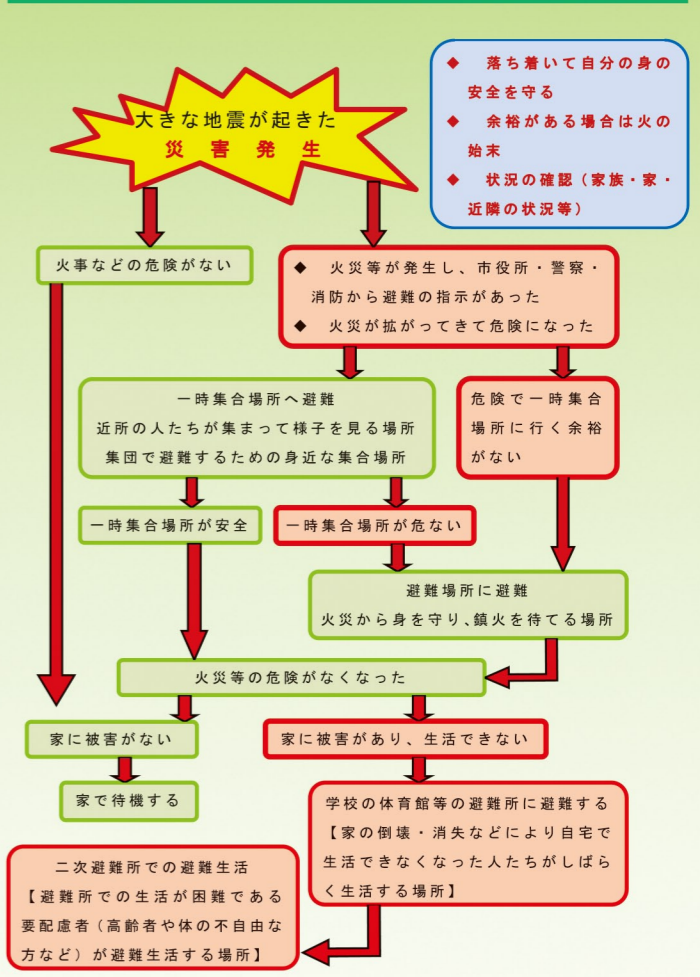 大きな地震が起きた
災害発生
◆ 落ち着いて自分の身の
安全を守る
◆ 余裕がある場合は火の
始末
◆ 状況の確認（家族・家・
近隣の状況等）
火事などの危険がない
◆ 火災等が発生し、市役所・警察・
消防から避難の指示があった
◆ 火災が拡がってきて危険になった
一時集合場所へ避難
近所の人たちが集まって様子を見る場所
集団で避難するための身近な集合場所
危険で一時集合
場所に行く余裕
がない
一時集合場所が安全
一時集合場所が危ない
避難場所に避難
火災から身を守り、鎮火を待てる場所
火災等の危険がなくなった
家に被害がない
家に被害があり、生活できない
家で待機する
学校の体育館等の避難所に避難する
【家の倒壊・消失などにより自宅で
生活できなくなった人たちがしばら
く生活する場所】
二次避難所での避難生活
【避難所での生活が困難である
要配慮者（高齢者や体の不自由な
方など）が避難生活する場所】